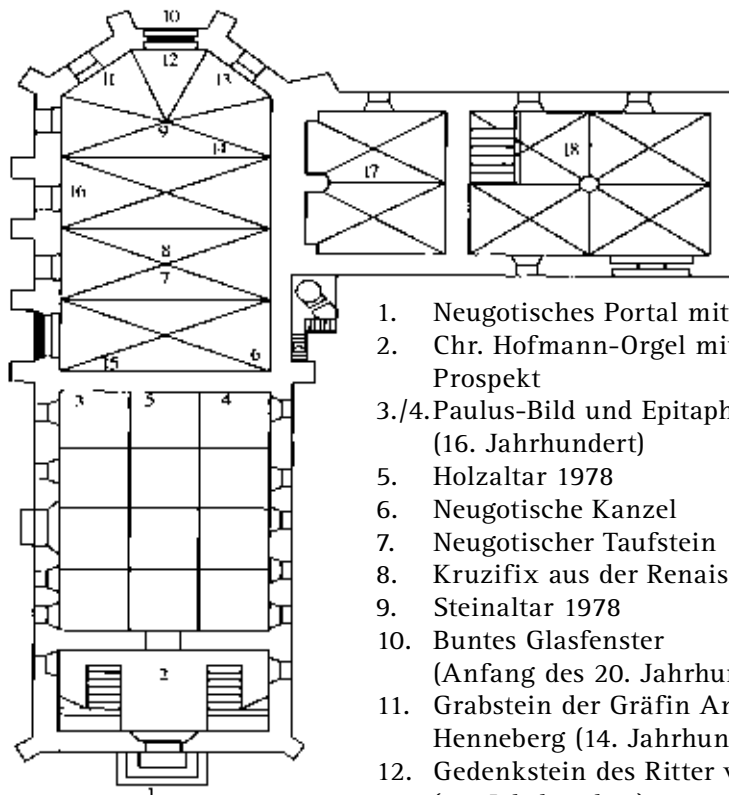 10
11 12 13
9
14
17
18
16
8
7
15 6
3 5 4
2
1
1. Neugotisches Portal mit
2. Chr. Hofmann-Orgel mi
Prospekt
3./4. Paulus-Bild und Epitaph
(16. Jahrhundert)
5. Holzaltar 1978
6. Neugotische Kanzel
7. Neugotischer Taufstein
8. Kruzifix aus der Renais
9. Steinaltar 1978
10. Buntes Glasfenster
(Anfang des 20. Jahrhu
11. Grabstein der Gräfin A
Henneberg (14. Jahrhun
12. Gedenkstein des Ritter v